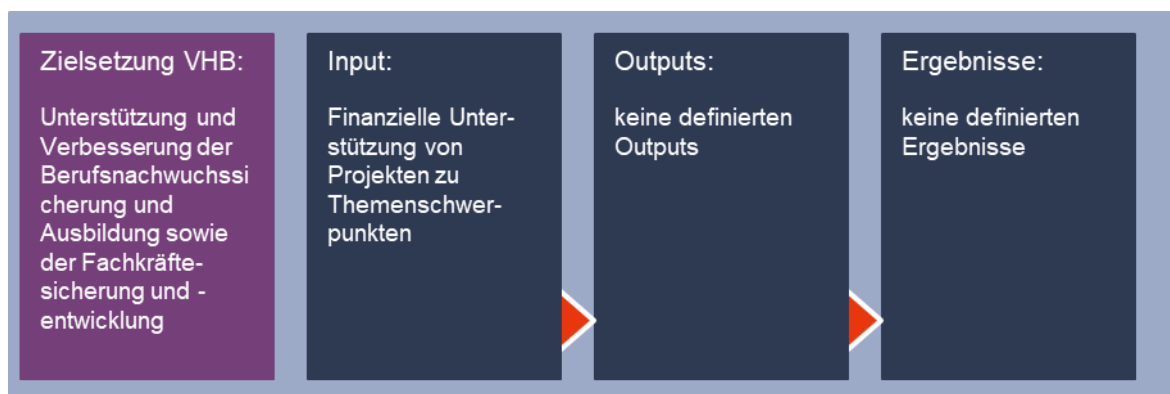 Zielsetzung VHB:
Unterstützung und
Verbesserung der
Berufsnachwuchssi
cherung und
Ausbildung sowie
der Fachkräfte-
sicherung und -
entwicklung
Input:
Finanzielle Unter-
stützung von
Projekten zu
Themenschwer-
punkten
Outputs:
keine definierten
Outputs
Ergebnisse:
keine definierten
Ergebnisse